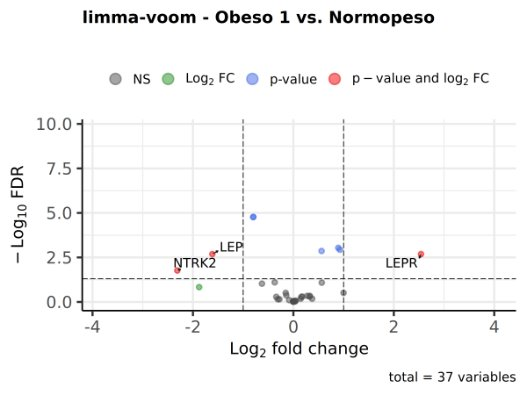 limma-voom - Obeso 1 vs. Normopeso
NS Log₂ FC p-value p − value and log₂ FC
10.0
7.5
5.0
2.5
0.0
− Log₁₀ FDR
LEP
NTRK2
LEPR
-4 -2 0 2 4
Log₂ fold change
total = 37 variables